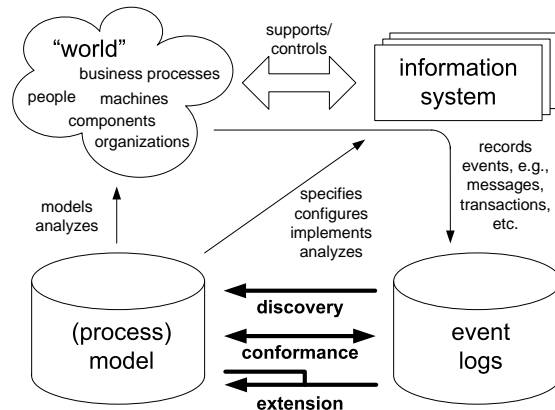 “world”
business processes
people machines
components
organizations
supports/
controls
information
system
records
events, e.g.,
messages,
transactions,
etc.
models
analyzes
specifies
configures
implements
analyzes
(process)
model
discovery
conformance
extension
event
logs